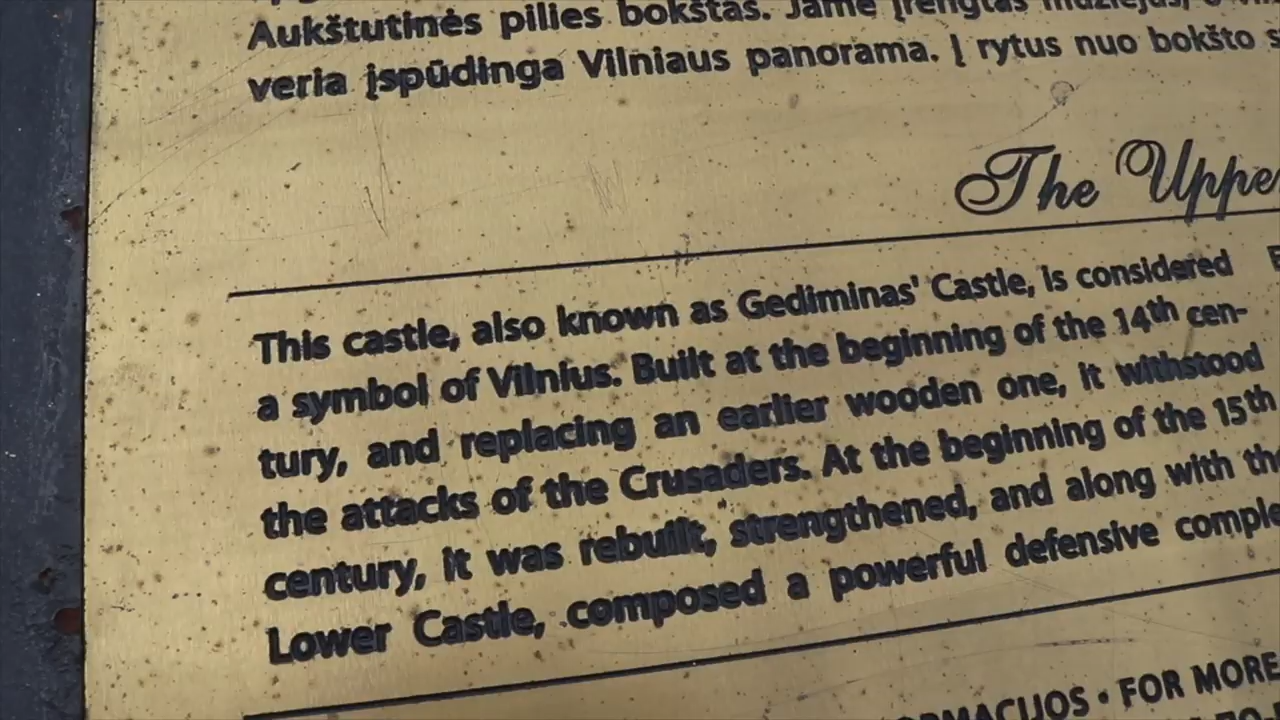 Aukštutinės pilies bokštas. Jame įrengtas muziejus, o
veria įspūdinga Vilniaus panorama. Į rytus nuo bokšto s
The Uppe
This castle, also known as Gediminas' Castle, is considered
a symbol of Vilnius. Built at the beginning of the 14th cen-
tury, and replacing an earlier wooden one, it withstood
the attacks of the Crusaders. At the beginning of the 15th
century, it was rebuilt, strengthened, and along with the
Lower Castle, composed a powerful defensive comple
RMACIJOS • FOR MORE